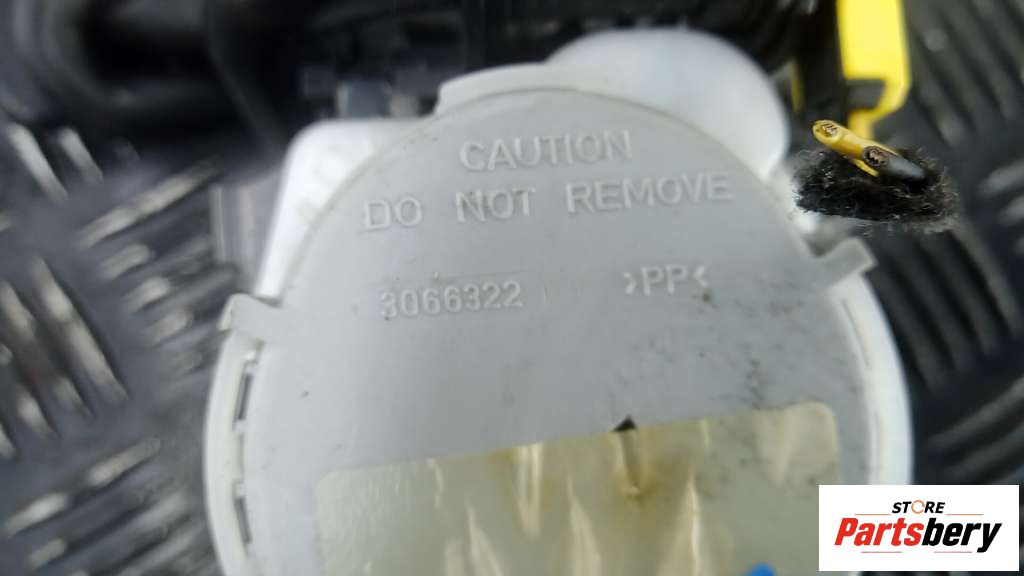 CAUTION
DO NOT REMOVE
3066322 >PP<
STORE
Partsbery